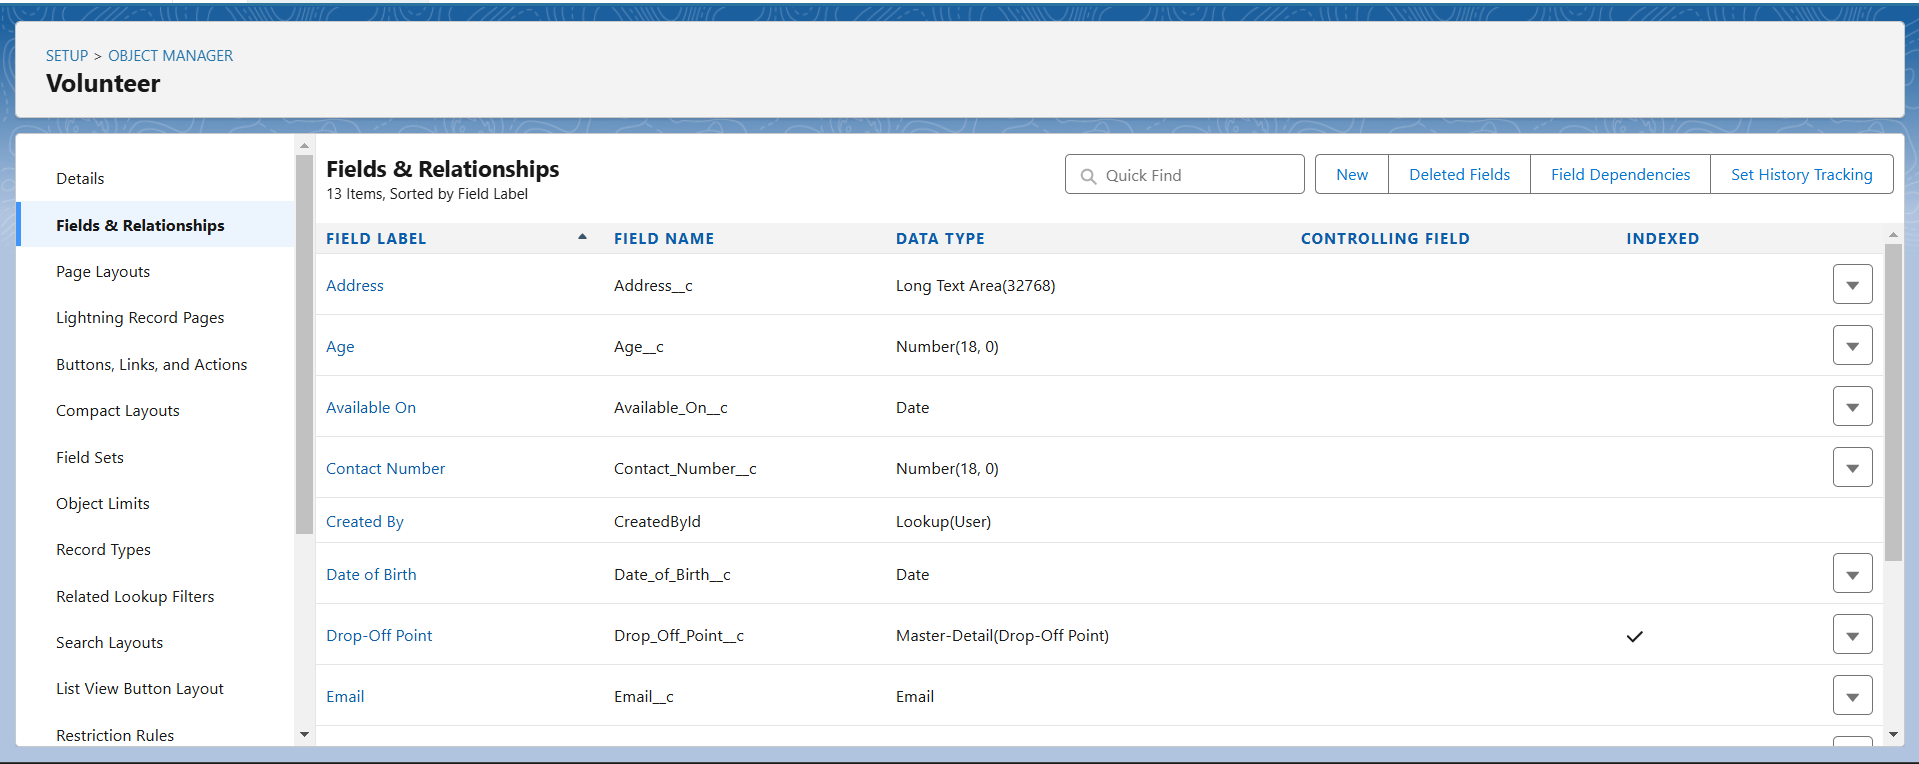 SETUP > OBJECT MANAGER
Volunteer
Details
Fields & Relationships
Page Layouts
Lightning Record Pages
Buttons, Links, and Actions
Compact Layouts
Field Sets
Object Limits
Record Types
Related Lookup Filters
Search Layouts
List View Button Layout
Restriction Rules
Fields & Relationships
13 Items, Sorted by Field Label
Quick Find New Deleted Fields Field Dependencies Set History Tracking
FIELD LABEL FIELD NAME DATA TYPE CONTROLLING FIELD INDEXED
Address Address__c Long Text Area(32768)
Age Age__c Number(18, 0)
Available On Available_On__c Date
Contact Number Contact_Number__c Number(18, 0)
Created By CreatedById Lookup(User)
Date of Birth Date_of_Birth__c Date
Drop-Off Point Drop_Off_Point__c Master-Detail(Drop-Off Point)
Email Email__c Email